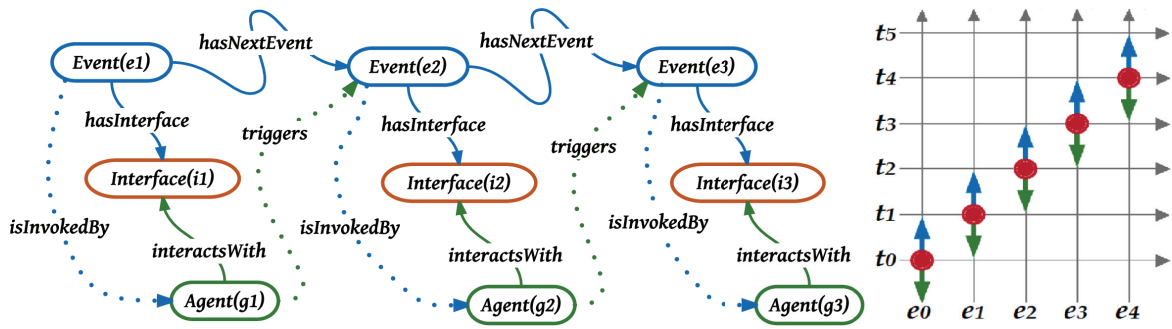 hasNextEvent
hasNextEvent
Event(e1)
Event(e2)
Event(e3)
hasInterface
hasInterface
hasInterface
triggers
triggers
Interface(i1)
Interface(i2)
Interface(i3)
isInvokedBy
isInvokedBy
isInvokedBy
interactsWith
interactsWith
interactsWith
Agent(g1)
Agent(g2)
Agent(g3)
t5
t4
t3
t2
t1
t0
e0 e1 e2 e3 e4